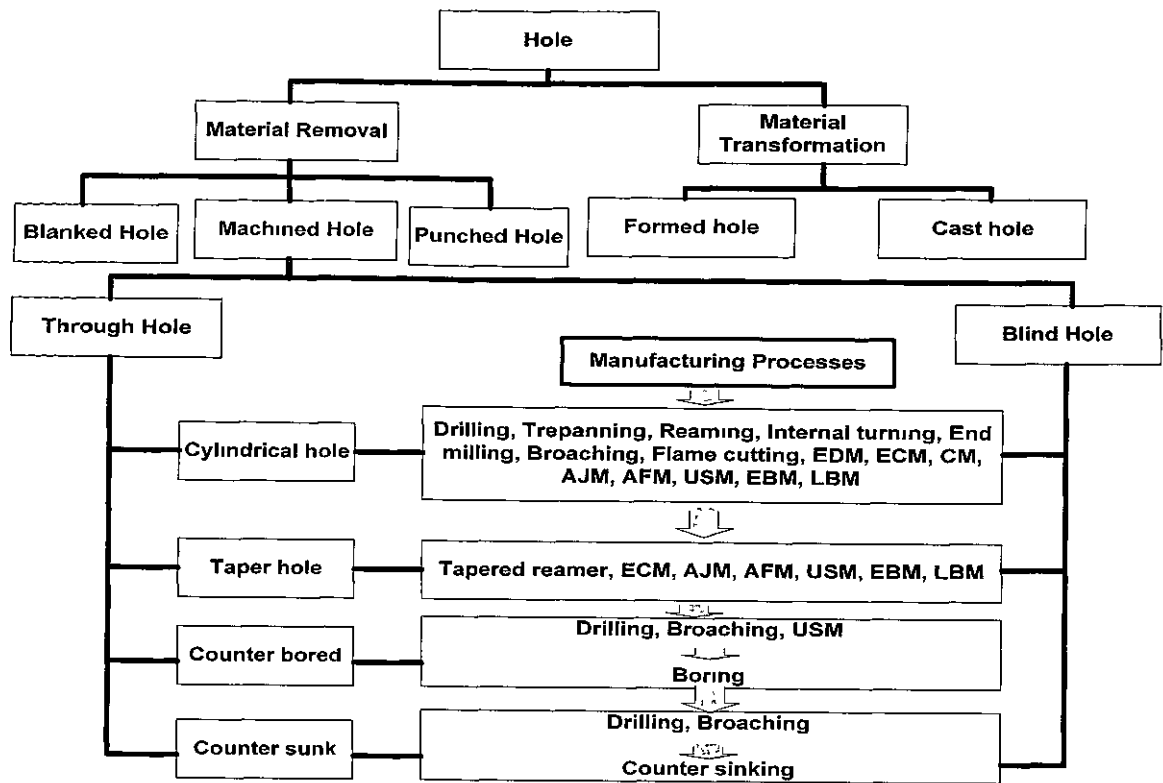 Hole
Material Removal
Material
Transformation
Blanked Hole
Machined Hole
Punched Hole
Formed hole
Cast hole
Through Hole
Blind Hole
Manufacturing Processes
Cylindrical hole
Drilling, Trepanning, Reaming, Internal turning, End
milling, Broaching, Flame cutting, EDM, ECM, CM,
AJM, AFM, USM, EBM, LBM
Taper hole
Tapered reamer, ECM, AJM, AFM, USM, EBM, LBM
Counter bored
Drilling, Broaching, USM
Boring
Counter sunk
Drilling, Broaching
Counter sinking